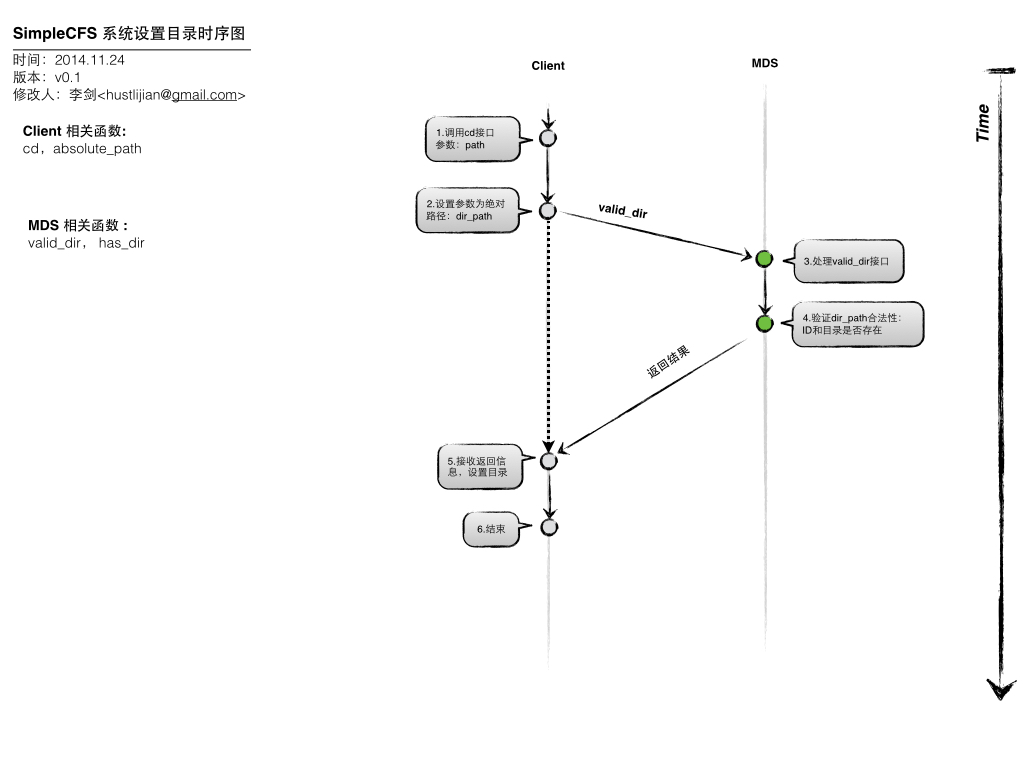 SimpleCFS 系统设置目录时序图
时间：2014.11.24
版本：v0.1
修改人：李剑<hustlijian@gmail.com>
Client 相关函数:
cd，absolute_path
MDS 相关函数 :
valid_dir， has_dir
Client
MDS
Time
1.调用cd接口
参数：path
2.设置参数为绝对
路径：dir_path
valid_dir
3.处理valid_dir接口
4.验证dir_path合法性：
ID和目录是否存在
返回结果
5.接收返回信
息，设置目录
6.结束